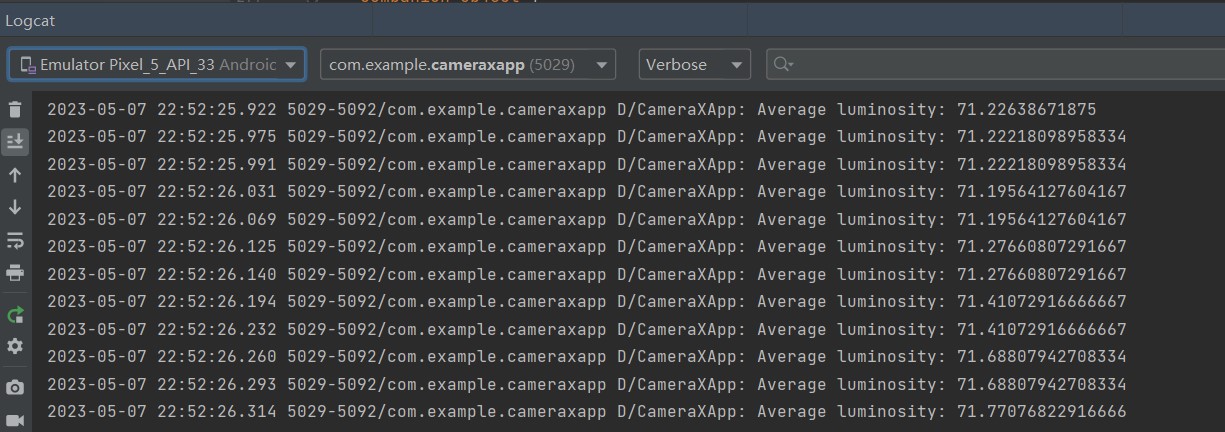 companion object {
Logcat
Emulator Pixel_5_API_33 Androic com.example.cameraxapp (5029) Verbose
2023-05-07 22:52:25.922 5029-5092/com.example.cameraxapp D/CameraXApp: Average luminosity: 71.22638671875
2023-05-07 22:52:25.975 5029-5092/com.example.cameraxapp D/CameraXApp: Average luminosity: 71.22218098958334
2023-05-07 22:52:25.991 5029-5092/com.example.cameraxapp D/CameraXApp: Average luminosity: 71.22218098958334
2023-05-07 22:52:26.031 5029-5092/com.example.cameraxapp D/CameraXApp: Average luminosity: 71.19564127604167
2023-05-07 22:52:26.069 5029-5092/com.example.cameraxapp D/CameraXApp: Average luminosity: 71.19564127604167
2023-05-07 22:52:26.125 5029-5092/com.example.cameraxapp D/CameraXApp: Average luminosity: 71.27660807291667
2023-05-07 22:52:26.140 5029-5092/com.example.cameraxapp D/CameraXApp: Average luminosity: 71.27660807291667
2023-05-07 22:52:26.194 5029-5092/com.example.cameraxapp D/CameraXApp: Average luminosity: 71.41072916666667
2023-05-07 22:52:26.232 5029-5092/com.example.cameraxapp D/CameraXApp: Average luminosity: 71.41072916666667
2023-05-07 22:52:26.260 5029-5092/com.example.cameraxapp D/CameraXApp: Average luminosity: 71.68807942708334
2023-05-07 22:52:26.293 5029-5092/com.example.cameraxapp D/CameraXApp: Average luminosity: 71.68807942708334
2023-05-07 22:52:26.314 5029-5092/com.example.cameraxapp D/CameraXApp: Average luminosity: 71.77076822916666